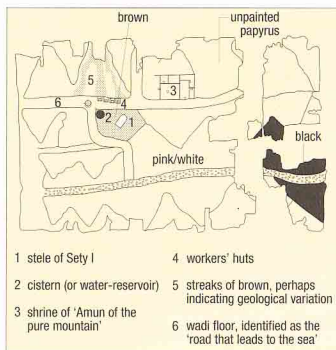 brown
unpainted
papyrus
5
6
4
3
2
1
black
pink/white
1 stele of Sety I
2 cistern (or water-reservoir)
3 shrine of 'Amun of the
pure mountain'
4 workers' huts
5 streaks of brown, perhaps
indicating geological variation
6 wadi floor, identified as the
'road that leads to the sea'